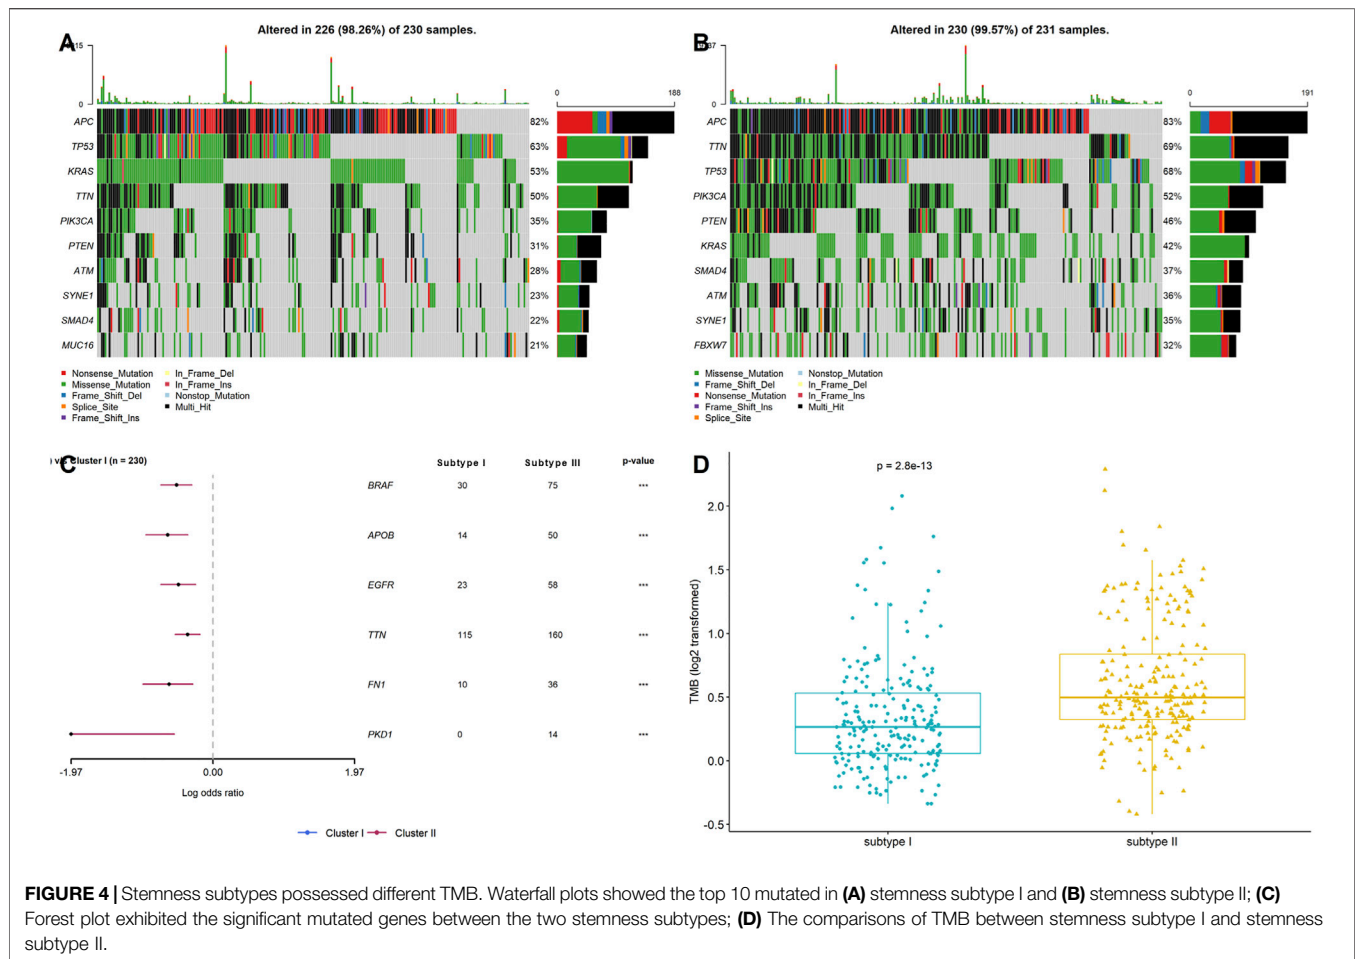 A
Altered in 226 (98.26%) of 230 samples.
15
0
0 188
APC 82%
TP53 63%
KRAS 53%
TTN 50%
PIK3CA 35%
PTEN 31%
ATM 28%
SYNE1 23%
SMAD4 22%
MUC16 21%
Nonsense_Mutation In_Frame_Del
Missense_Mutation In_Frame_Ins
Frame_Shift_Del Nonstop_Mutation
Splice_Site Multi_Hit
Frame_Shift_Ins
B
Altered in 230 (99.57%) of 231 samples.
37
0
0 191
APC 83%
TTN 69%
TP53 68%
PIK3CA 52%
PTEN 46%
KRAS 42%
SMAD4 37%
ATM 36%
SYNE1 35%
FBXW7 32%
Missense_Mutation Nonstop_Mutation
Frame_Shift_Del In_Frame_Del
Nonsense_Mutation In_Frame_Ins
Frame_Shift_Ins Multi_Hit
Splice_Site
C
) v/s Cluster I (n = 230) Subtype I Subtype III p-value
BRAF 30 75 ***
APOB 14 50 ***
EGFR 23 58 ***
TTN 115 160 ***
FN1 10 36 ***
PKD1 0 14 ***
-1.97 0.00 1.97
Log odds ratio
Cluster I Cluster II
D
p = 2.8e-13
TMB (log2 transformed)
2.0
1.5
1.0
0.5
0.0
-0.5
subtype I subtype II
FIGURE 4 | Stemness subtypes possessed different TMB. Waterfall plots showed the top 10 mutated in (A) stemness subtype I and (B) stemness subtype II; (C)
Forest plot exhibited the significant mutated genes between the two stemness subtypes; (D) The comparisons of TMB between stemness subtype I and stemness
subtype II.